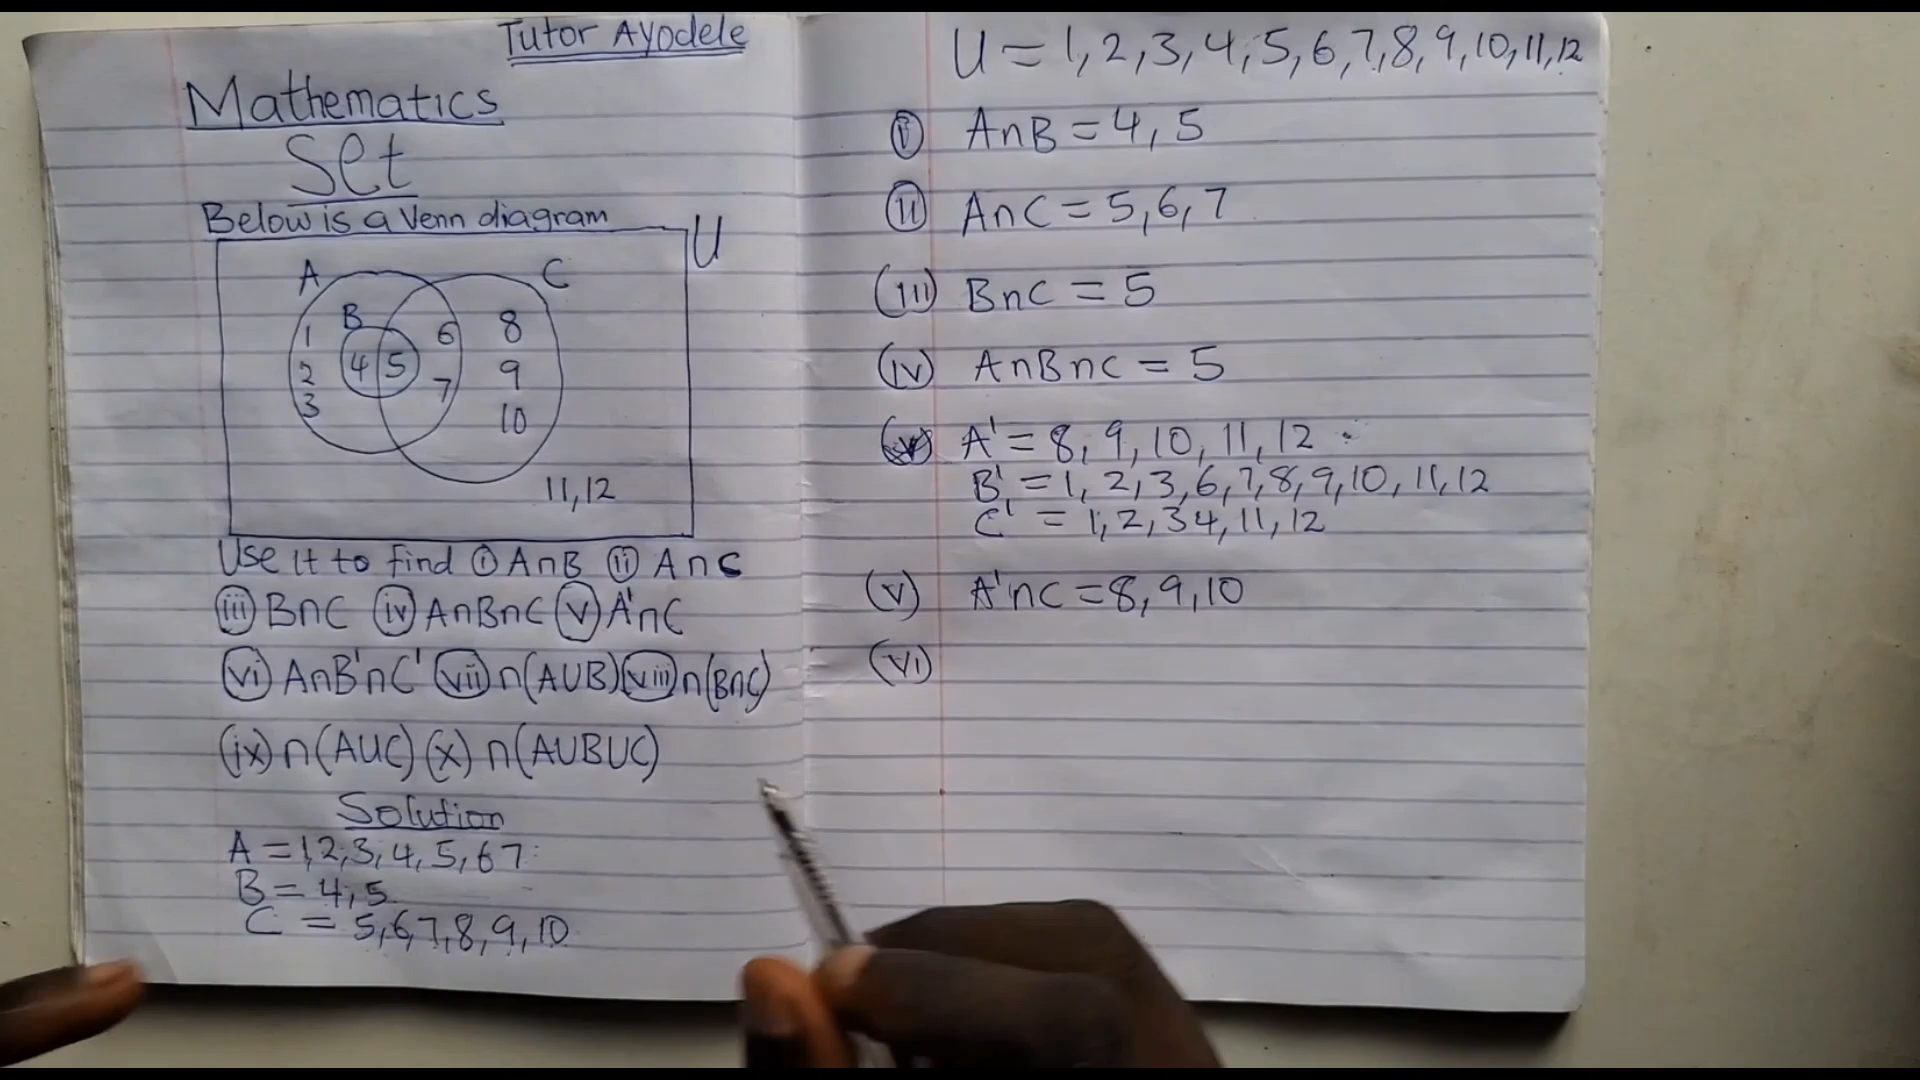 Tutor Ayodele
Mathematics
Set
Below is a Venn diagram
U
A C
B
1 6 8
2 4 5 9
3 7 10
11,12
Use it to find (i) A∩B (ii) A∩C
(iii) B∩C (iv) A∩B∩C (v) A'∩C
(vi) A∩B'∩C' (vii) n(AUB) (viii) n(B∩C)
(ix) n(AUC) (x) n(AUBUC)
Solution
A = 1,2,3,4,5,6 7
B = 4,5
C = 5,6,7,8,9,10
U = 1,2,3,4,5,6,7,8,9,10,11,12
(i) A∩B = 4,5
(ii) A∩C = 5,6,7
(iii) B∩C = 5
(iv) A∩B∩C = 5
A' = 8,9,10,11,12
B' = 1,2,3,6,7,8,9,10,11,12
C' = 1,2,3 4,11,12
(v) A'∩C = 8,9,10
(vi)